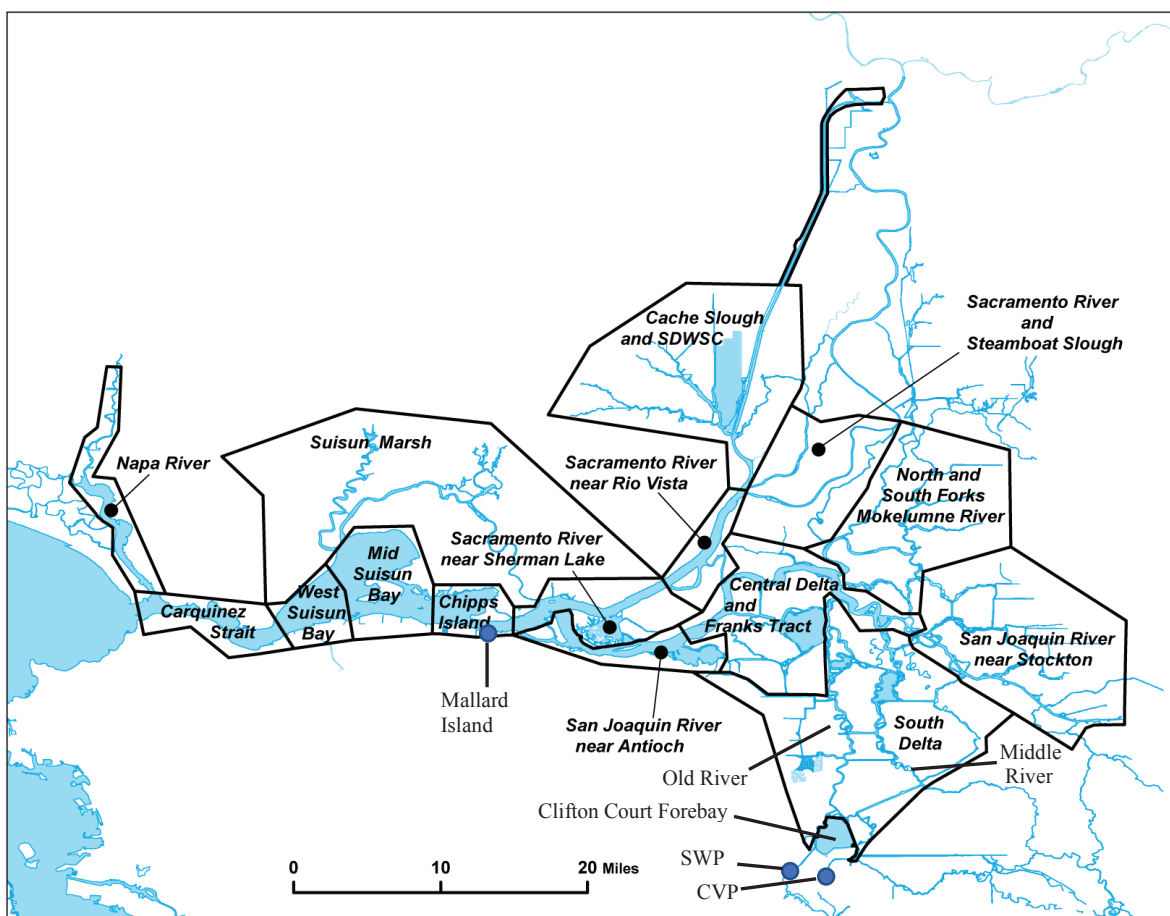 Sacramento River
and
Steamboat Slough
Cache Slough
and SDWSC
Suisun Marsh
Napa River
Sacramento River
near Rio Vista
North and
South Forks
Mokelumne River
Sacramento River
near Sherman Lake
Mid
Suisun
Bay
West
Suisun
Bay
Chipps
Island
Carquinez
Strait
Central Delta
and
Franks Tract
San Joaquin River
near Stockton
Mallard
Island
San Joaquin River
near Antioch
South
Delta
Old River
Middle
River
Clifton Court Forebay
SWP
CVP
0 10 20 Miles